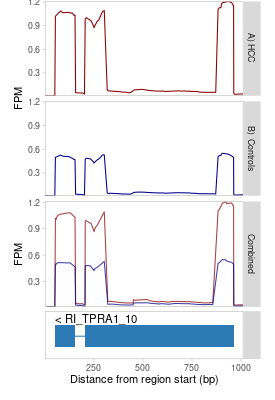 1.2
0.9
0.6
0.3
FPM
A) HCC
1.2
0.9
0.6
0.3
FPM
B) Controls
1.2
0.9
0.6
0.3
FPM
Combined
< RI_TPRA1_10
250
500
750
1000
Distance from region start (bp)